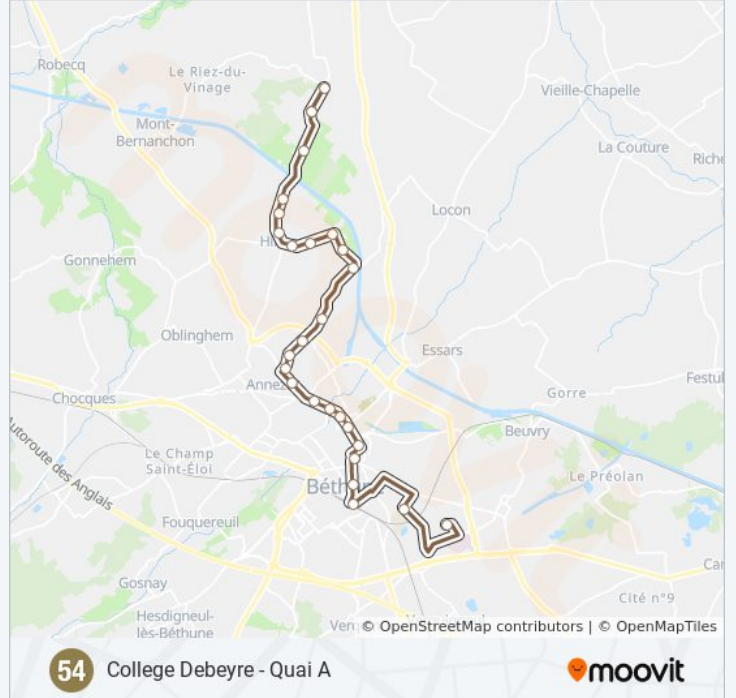 Robecq
Le Riez-du-
Vinage
Vieille-Chapelle
Mont-
Bernanchon
La Couture
Riche
Locon
Hi
Gonnehem
Oblinghem
Essars
Annez
Festul
Chocques
Gorre
Beuvry
Autoroute des Anglais
Le Champ
Saint-Éloi
Le Préolan
Béthu
Fouquereuil
Gosnay
Cité n°9
Hesdigneul-
lès-Béthune
© OpenStreetMap contributors | © OpenMapTiles
54 College Debeyre - Quai A
moovit